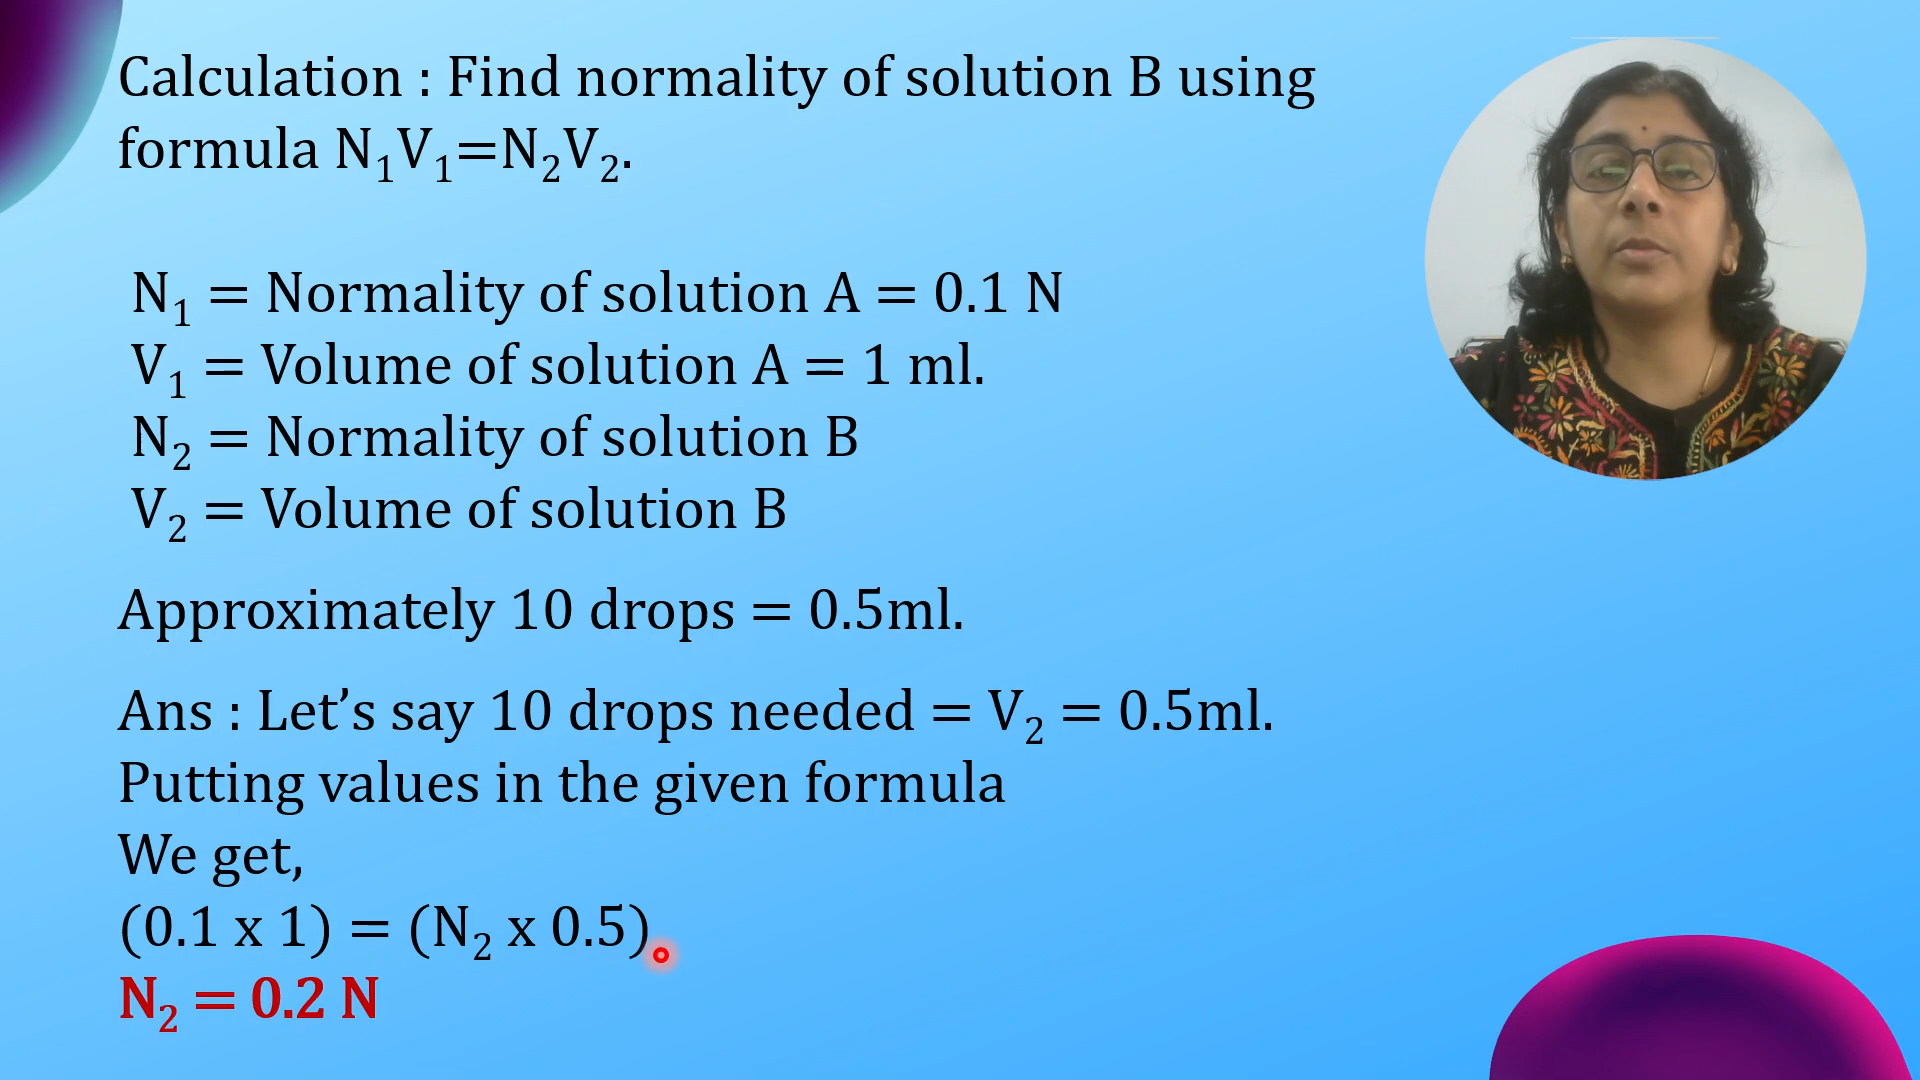 Calculation : Find normality of solution B using
formula N₁V₁=N₂V₂.
N₁ = Normality of solution A = 0.1 N
V₁ = Volume of solution A = 1 ml.
N₂ = Normality of solution B
V₂ = Volume of solution B
Approximately 10 drops = 0.5ml.
Ans : Let’s say 10 drops needed = V₂ = 0.5ml.
Putting values in the given formula
We get,
(0.1 x 1) = (N₂ x 0.5)
N₂ = 0.2 N